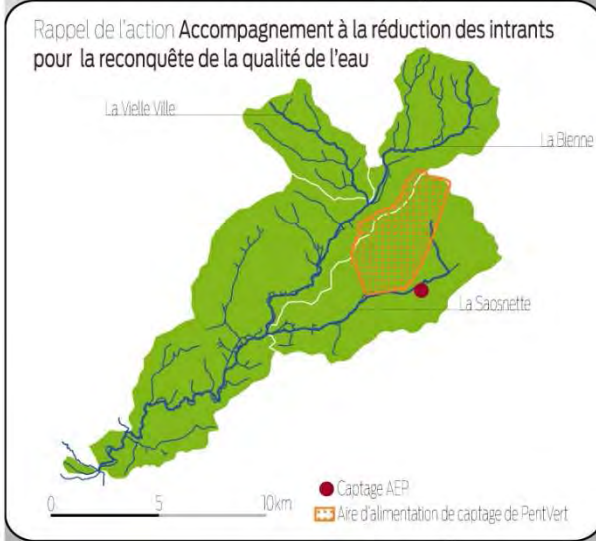 Rappel de l'action Accompagnement à la réduction des intrants
pour la reconquête de la qualité de l'eau
La Vielle Ville
La Bienne
La Saosnette
0 5 10km
Captage AEP
Aire d'alimentation de captage de PentVert